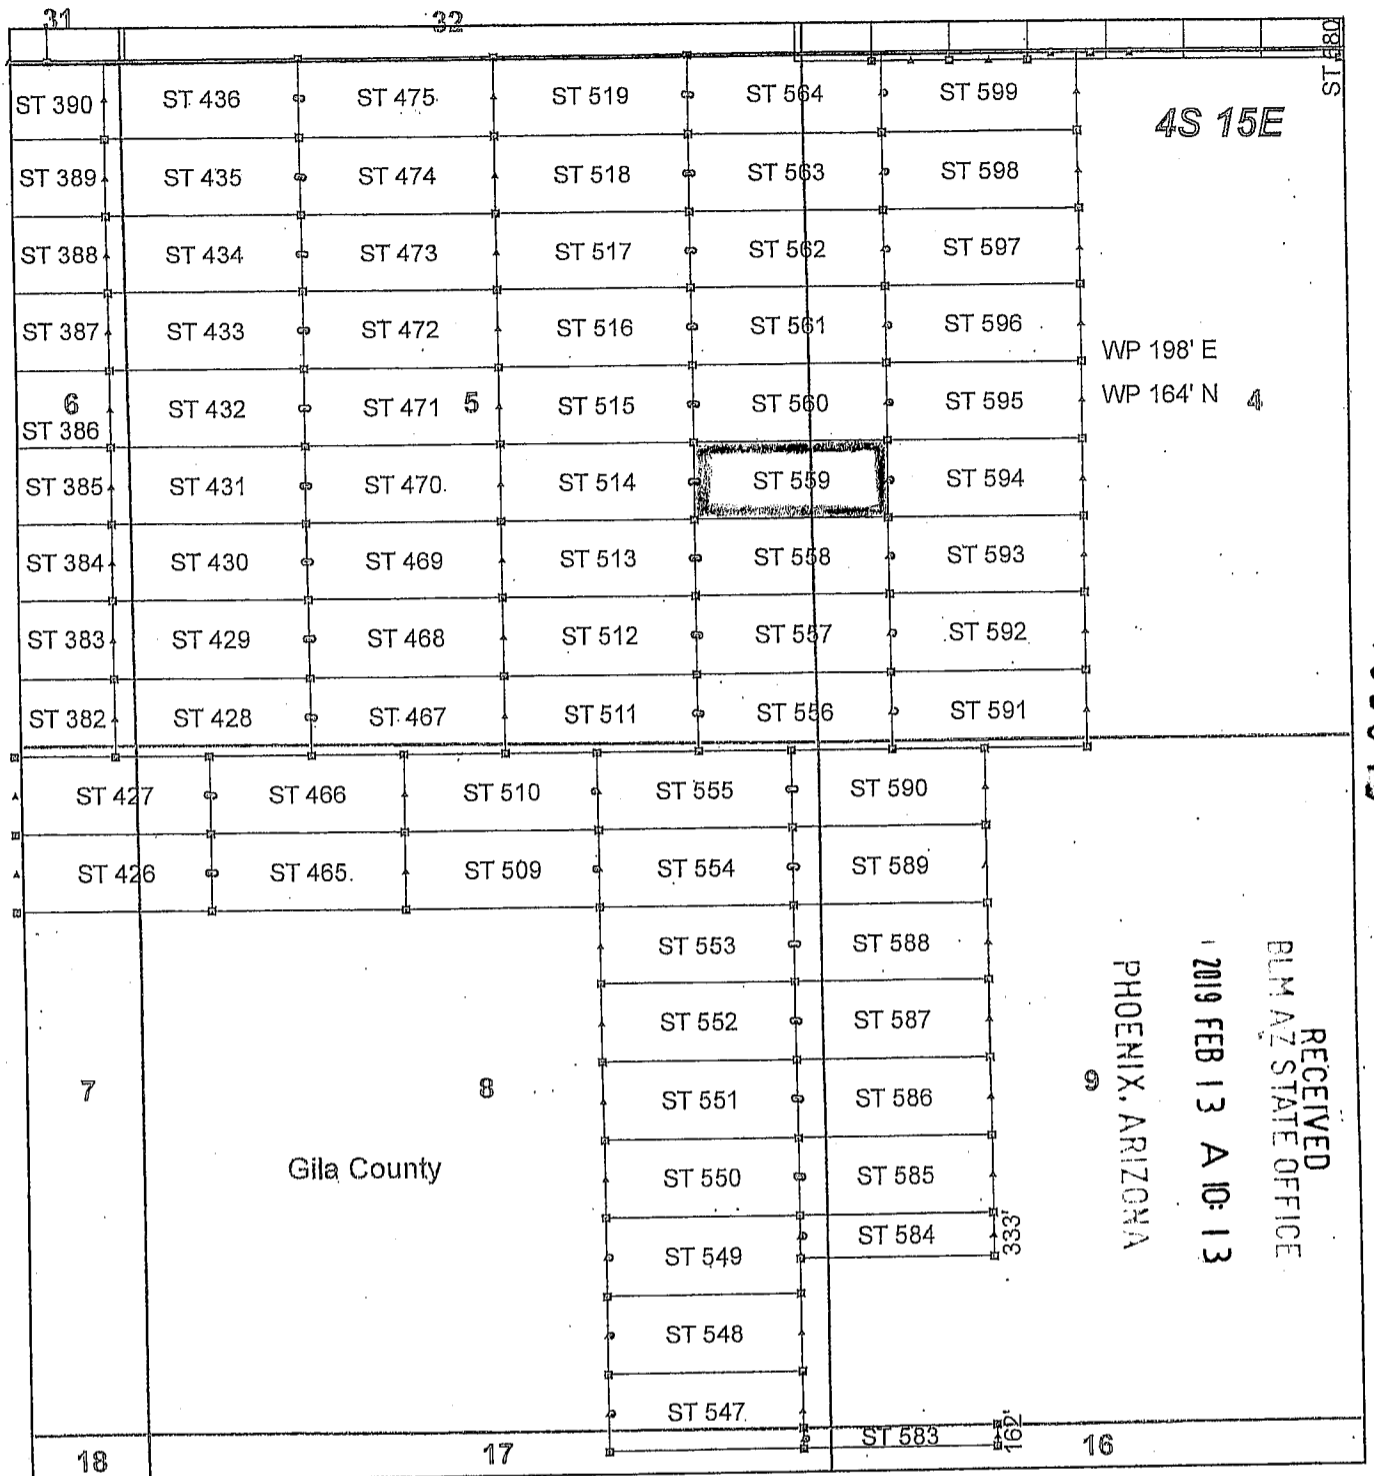 31 32
ST 390 ST 436 ST 475 ST 519 ST 564 ST 599
4S 15E
ST 389 ST 435 ST 474 ST 518 ST 563 ST 598
ST 388 ST 434 ST 473 ST 517 ST 562 ST 597
ST 387 ST 433 ST 472 ST 516 ST 561 ST 596
WP 198' E
6 ST 432 ST 471 5 ST 515 ST 560 ST 595 WP 164' N 4
ST 386
ST 385 ST 431 ST 470 ST 514 ST 559 ST 594
ST 384 ST 430 ST 469 ST 513 ST 558 ST 593
ST 383 ST 429 ST 468 ST 512 ST 557 ST 592
ST 382 ST 428 ST 467 ST 511 ST 556 ST 591
ST 427 ST 466 ST 510 ST 555 ST 590
ST 426 ST 465 ST 509 ST 554 ST 589
ST 553 ST 588
ST 552 ST 587
7 8 ST 551 ST 586 9
Gila County ST 550 ST 585
ST 549 ST 584 333'
ST 548
ST 547
18 17 ST 583 162' 16
RECEIVED
BLM AZ STATE OFFICE
2019 FEB 13 A 10: 13
PHOENIX, ARIZONA